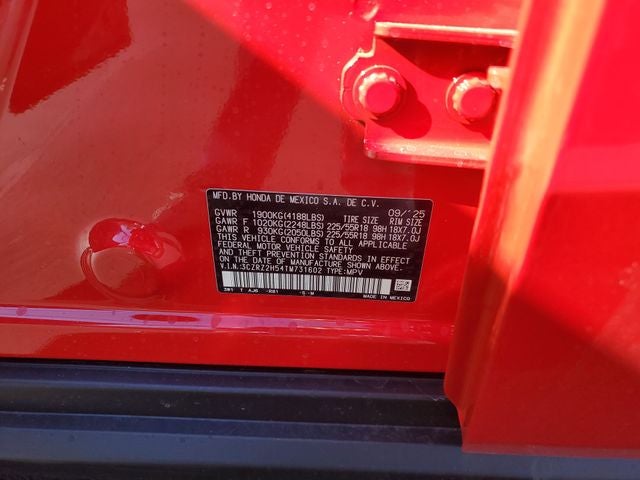 MFD.BY HONDA DE MEXICO S.A. DE C.V.
09/'25
GVWR 1900KG(4188LBS) TIRE SIZE RIM SIZE
GAWR F 1020KG(2248LBS) 225/55R18 98H 18X7.0J
GAWR R 930KG(2050LBS) 225/55R18 98H 18X7.0J
THIS VEHICLE CONFORMS TO ALL APPLICABLE
FEDERAL MOTOR VEHICLE SAFETY
AND THEFT PREVENTION STANDARDS IN EFFECT
ON THE DATE OF MANUFACTURE SHOWN ABOVE.
V.I.N:3CZRZ2H54TM731602 TYPE:MPV
MADE IN MEXICO